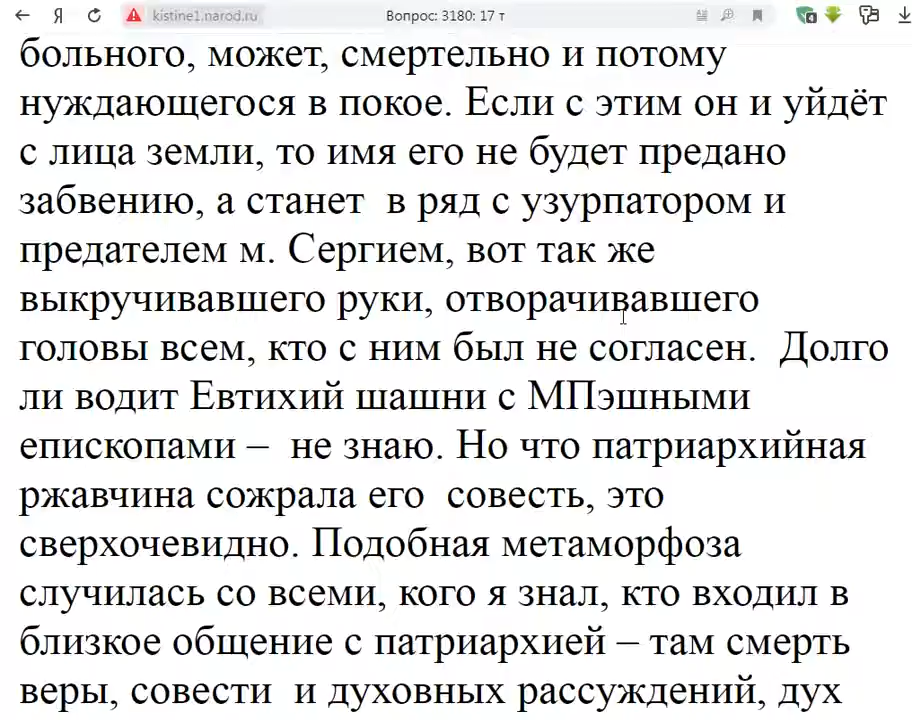 kistine1.narod.ru
Вопрос: 3180: 17 т
больного, может, смертельно и потому
нуждающегося в покое. Если с этим он и уйдёт
с лица земли, то имя его не будет предано
забвению, а станет  в ряд с узурпатором и
предателем м. Сергием, вот так же
выкручивавшего руки, отворачивавшего
головы всем, кто с ним был не согласен.  Долго
ли водит Евтихий шашни с МПэшными
епископами –  не знаю. Но что патриархийная
ржавчина сожрала его  совесть, это
сверхочевидно. Подобная метаморфоза
случилась со всеми, кого я знал, кто входил в
близкое общение с патриархией – там смерть
веры, совести  и духовных рассуждений, дух